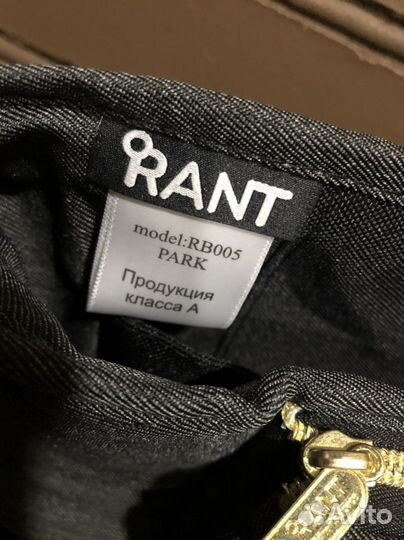 RANT
model:RB005
PARK
Продукция
класса А
Avito